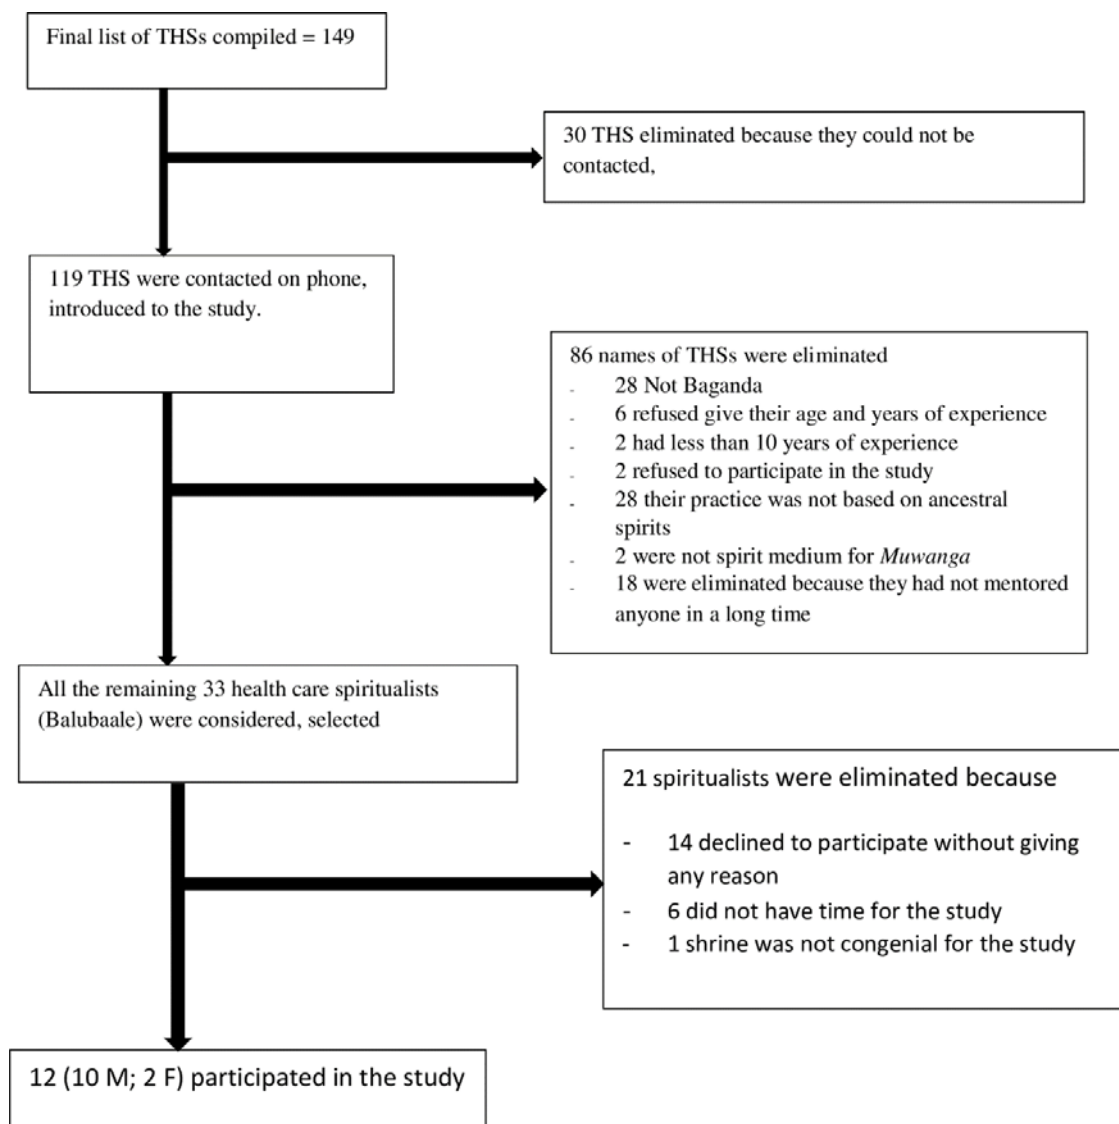 Final list of THSs compiled = 149
30 THS eliminated because they could not be
contacted,
119 THS were contacted on phone,
introduced to the study.
86 names of THSs were eliminated
- 28 Not Baganda
- 6 refused give their age and years of experience
- 2 had less than 10 years of experience
- 2 refused to participate in the study
- 28 their practice was not based on ancestral
spirits
- 2 were not spirit medium for Muwanga
- 18 were eliminated because they had not mentored
anyone in a long time
All the remaining 33 health care spiritualists
(Balubaale) were considered, selected
21 spiritualists were eliminated because
- 14 declined to participate without giving
any reason
- 6 did not have time for the study
- 1 shrine was not congenial for the study
12 (10 M; 2 F) participated in the study